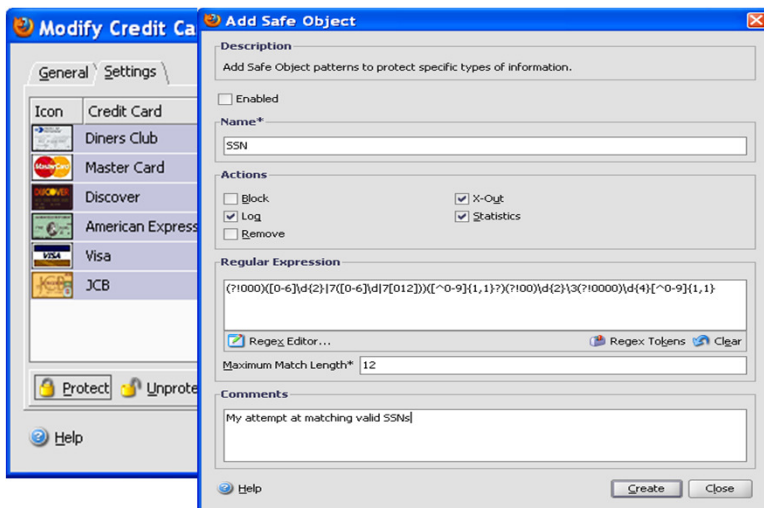 Modify Credit Ca
General Settings
Icon Credit Card
Diners Club
MasterCard Master Card
DISCOVER Discover
American Express
VISA Visa
JCB JCB
Protect Unprote
Help
Add Safe Object
Description
Add Safe Object patterns to protect specific types of information.
Enabled
Name*
SSN
Actions
Block X-Out
Log Statistics
Remove
Regular Expression
(?!000)([0-6]\d{2}|7([0-6]\d|7[012]))([^0-9]{1,1}?)(?!00)\d{2}\3(?!0000)\d{4}[^0-9]{1,1}
Regex Editor... Regex Tokens Clear
Maximum Match Length* 12
Comments
My attempt at matching valid SSNs
Help Create Close